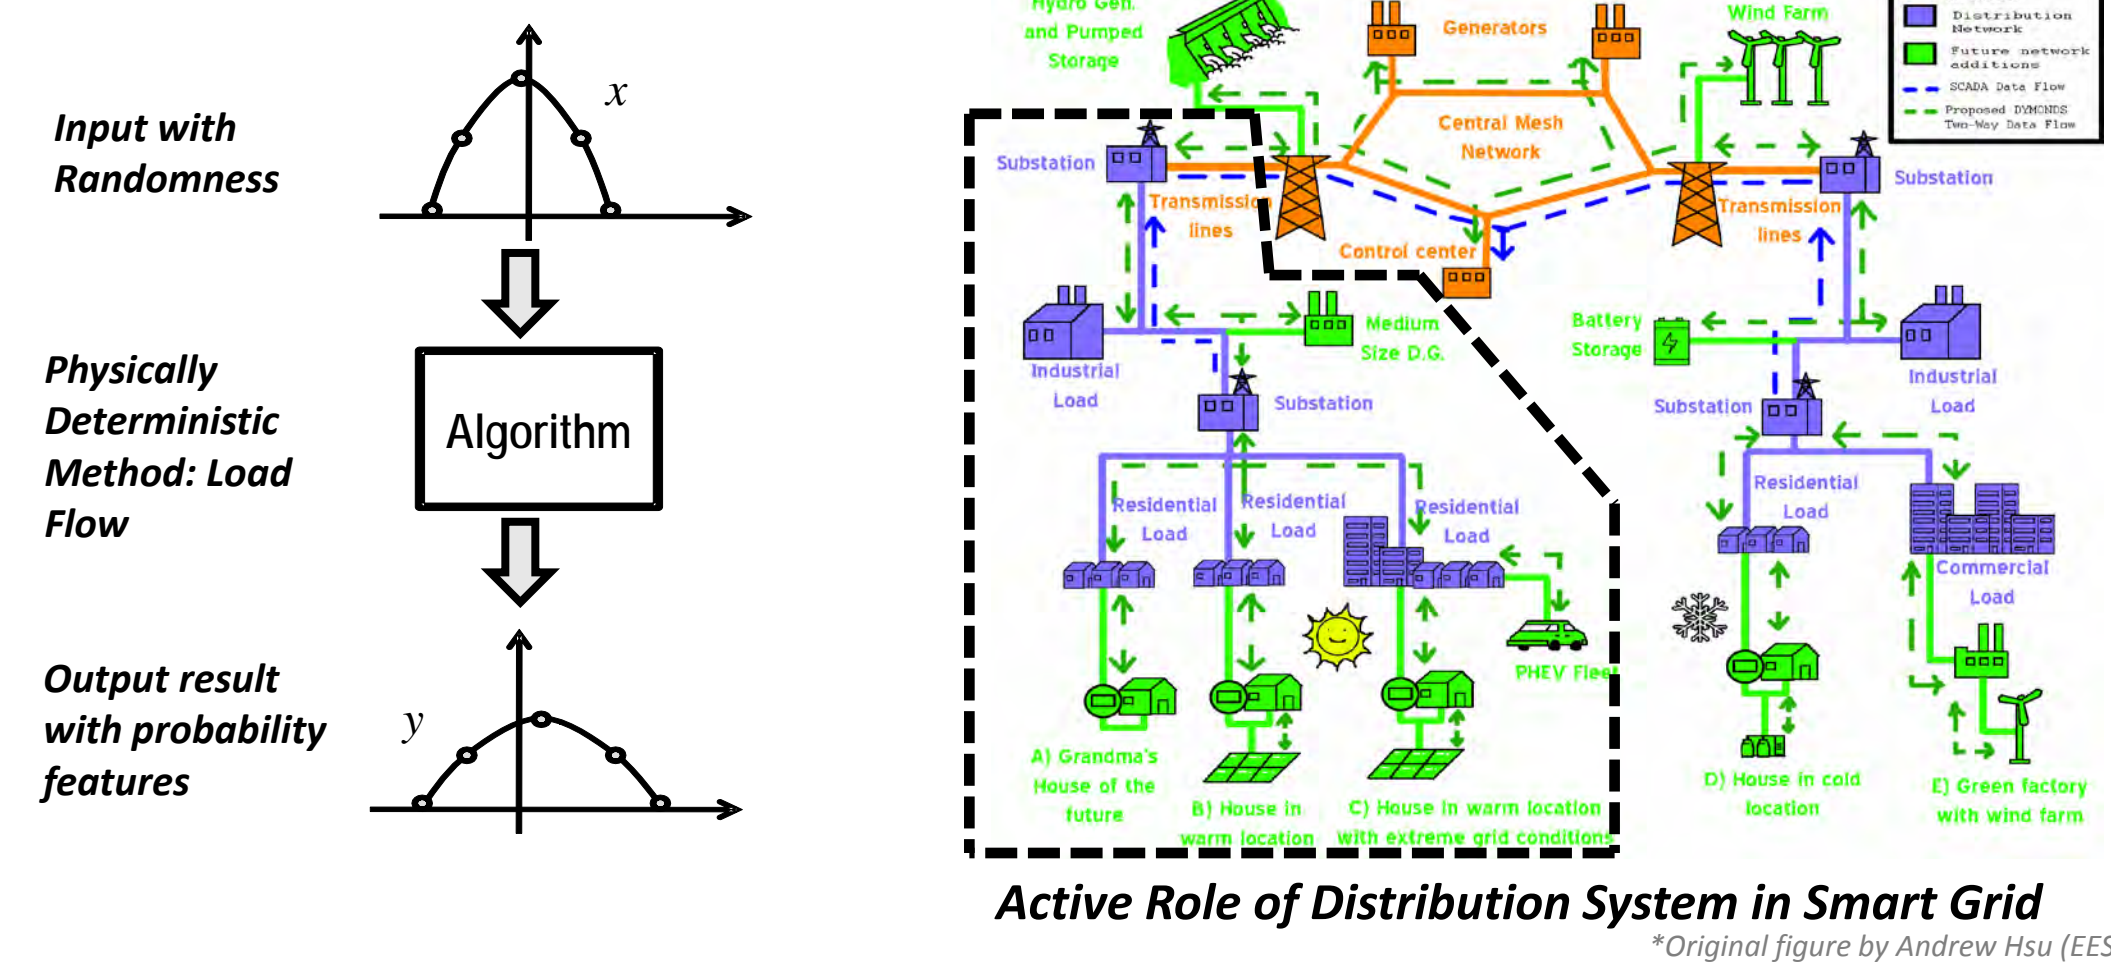 Input with
Randomness
x
Physically
Deterministic
Method: Load
Flow
Algorithm
Output result
with probability
features
y
Hydro Gen.
and Pumped
Storage
Generators
Wind Farm
Distribution
Network
Future network
additions
SCADA Data Flow
Proposed DYMONDS
Two-Way Data Flow
Central Mesh
Network
Substation
Substation
Transmission
lines
Transmission
lines
Control center
Medium
Size D.G.
Battery
Storage
Industrial
Load
Industrial
Load
Substation
Substation
Residential
Load
Residential
Load
Residential
Load
Residential
Load
Commercial
Load
PHEV Fleet
A) Grandma's
House of the
future
B) House in
warm location
C) House in warm location
with extreme grid conditions
D) House in cold
location
E) Green factory
with wind farm
Active Role of Distribution System in Smart Grid
*Original figure by Andrew Hsu (EES